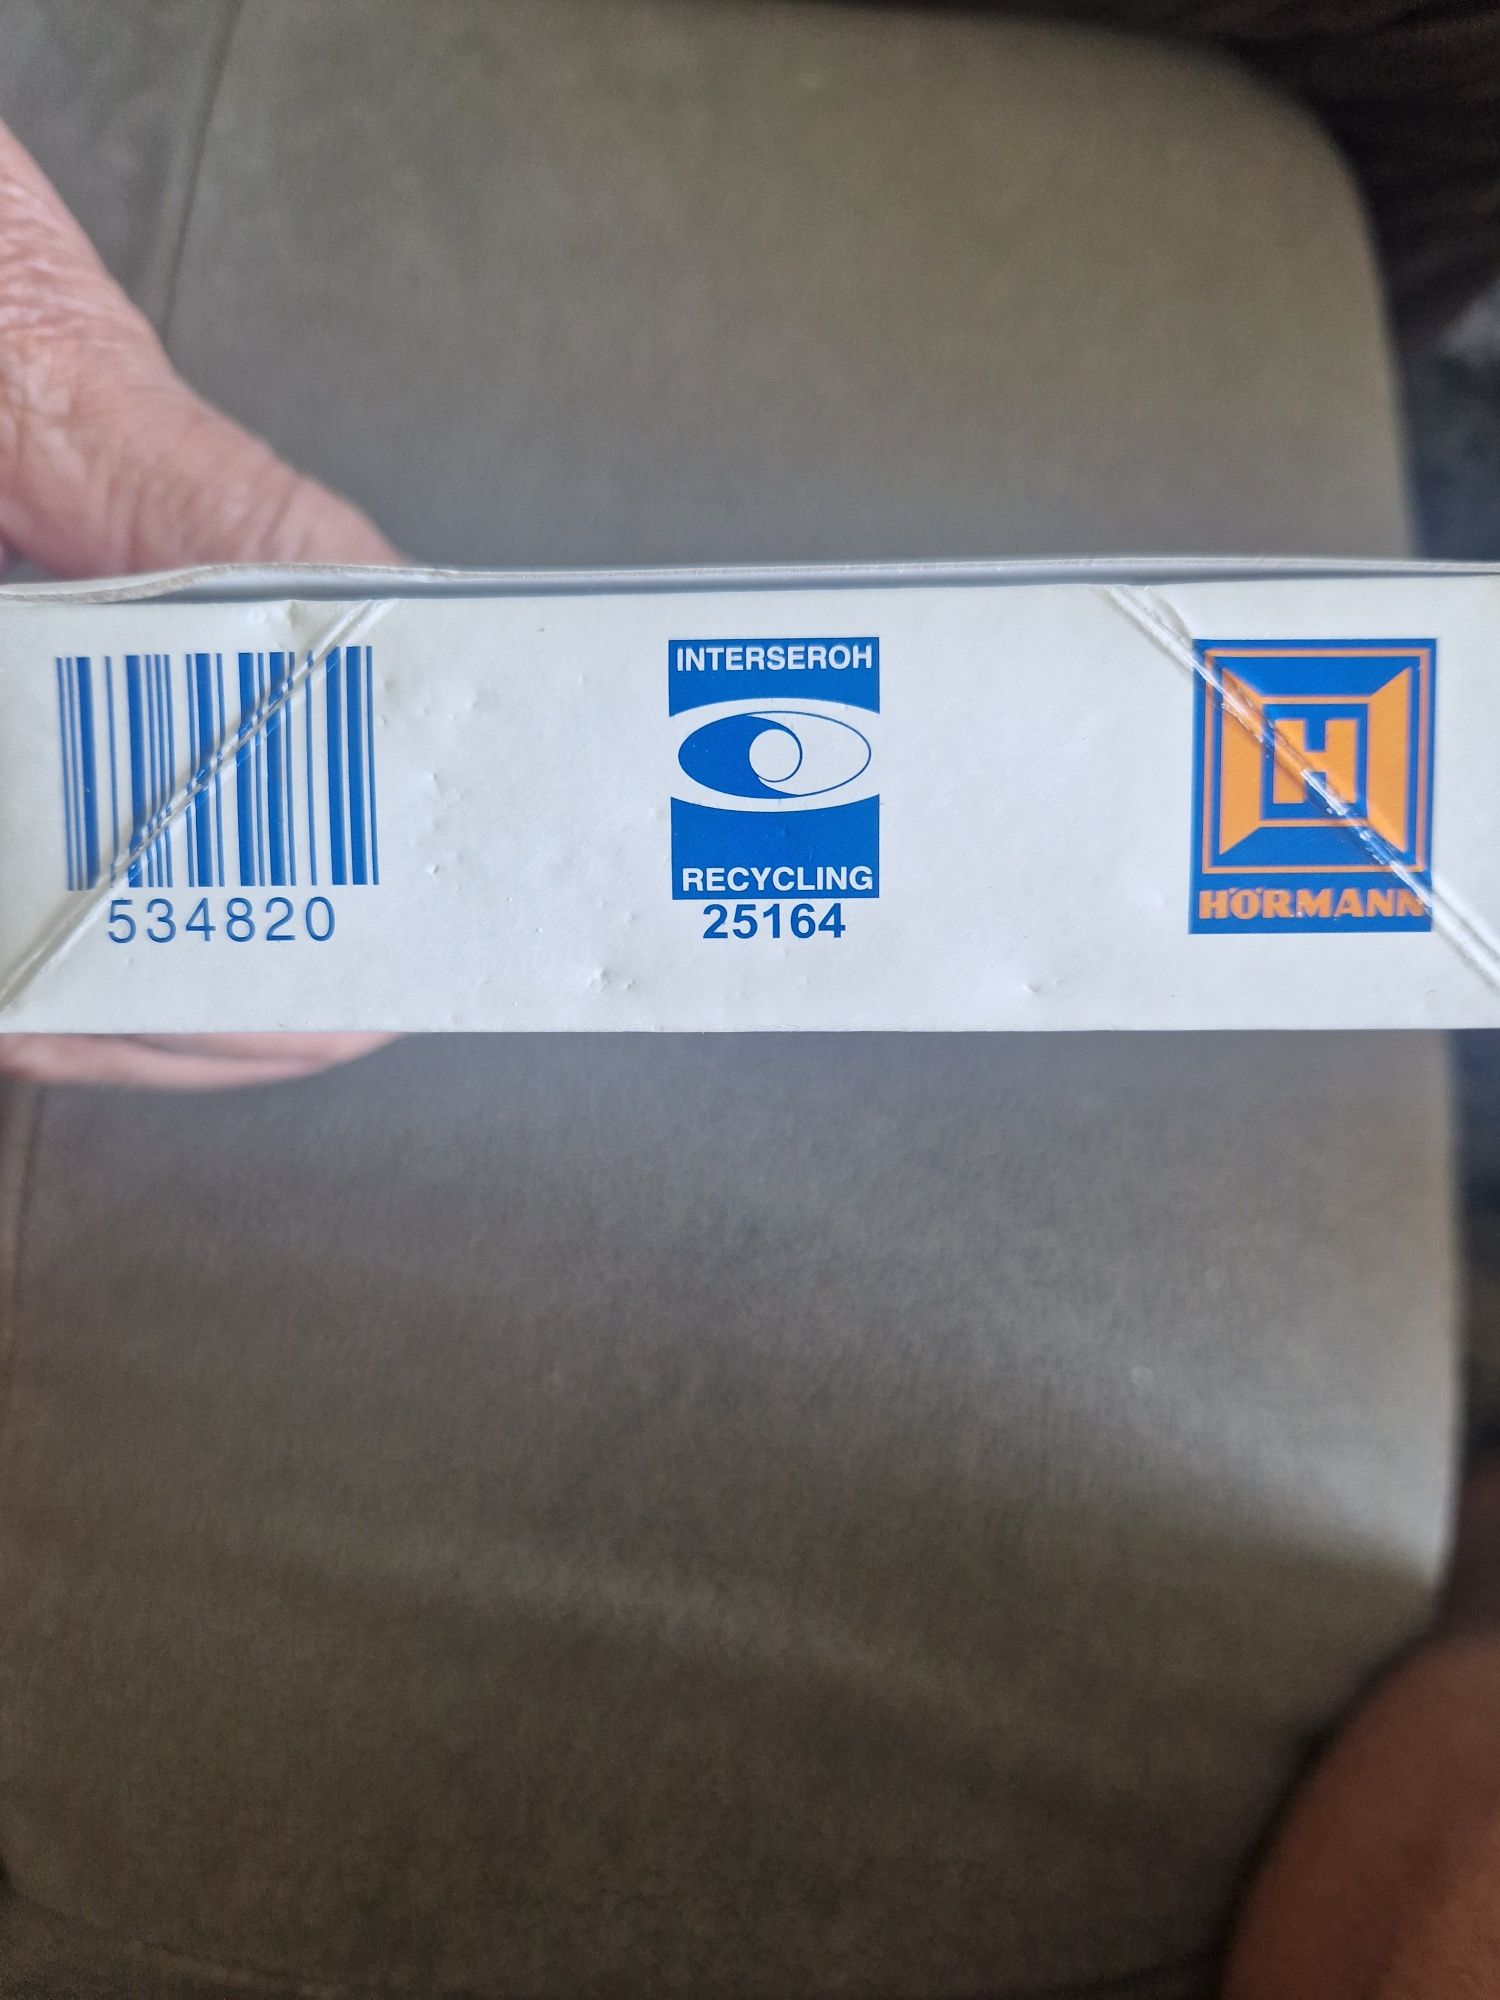 534820
INTERSEROH
RECYCLING
25164
H
HÖRMANN